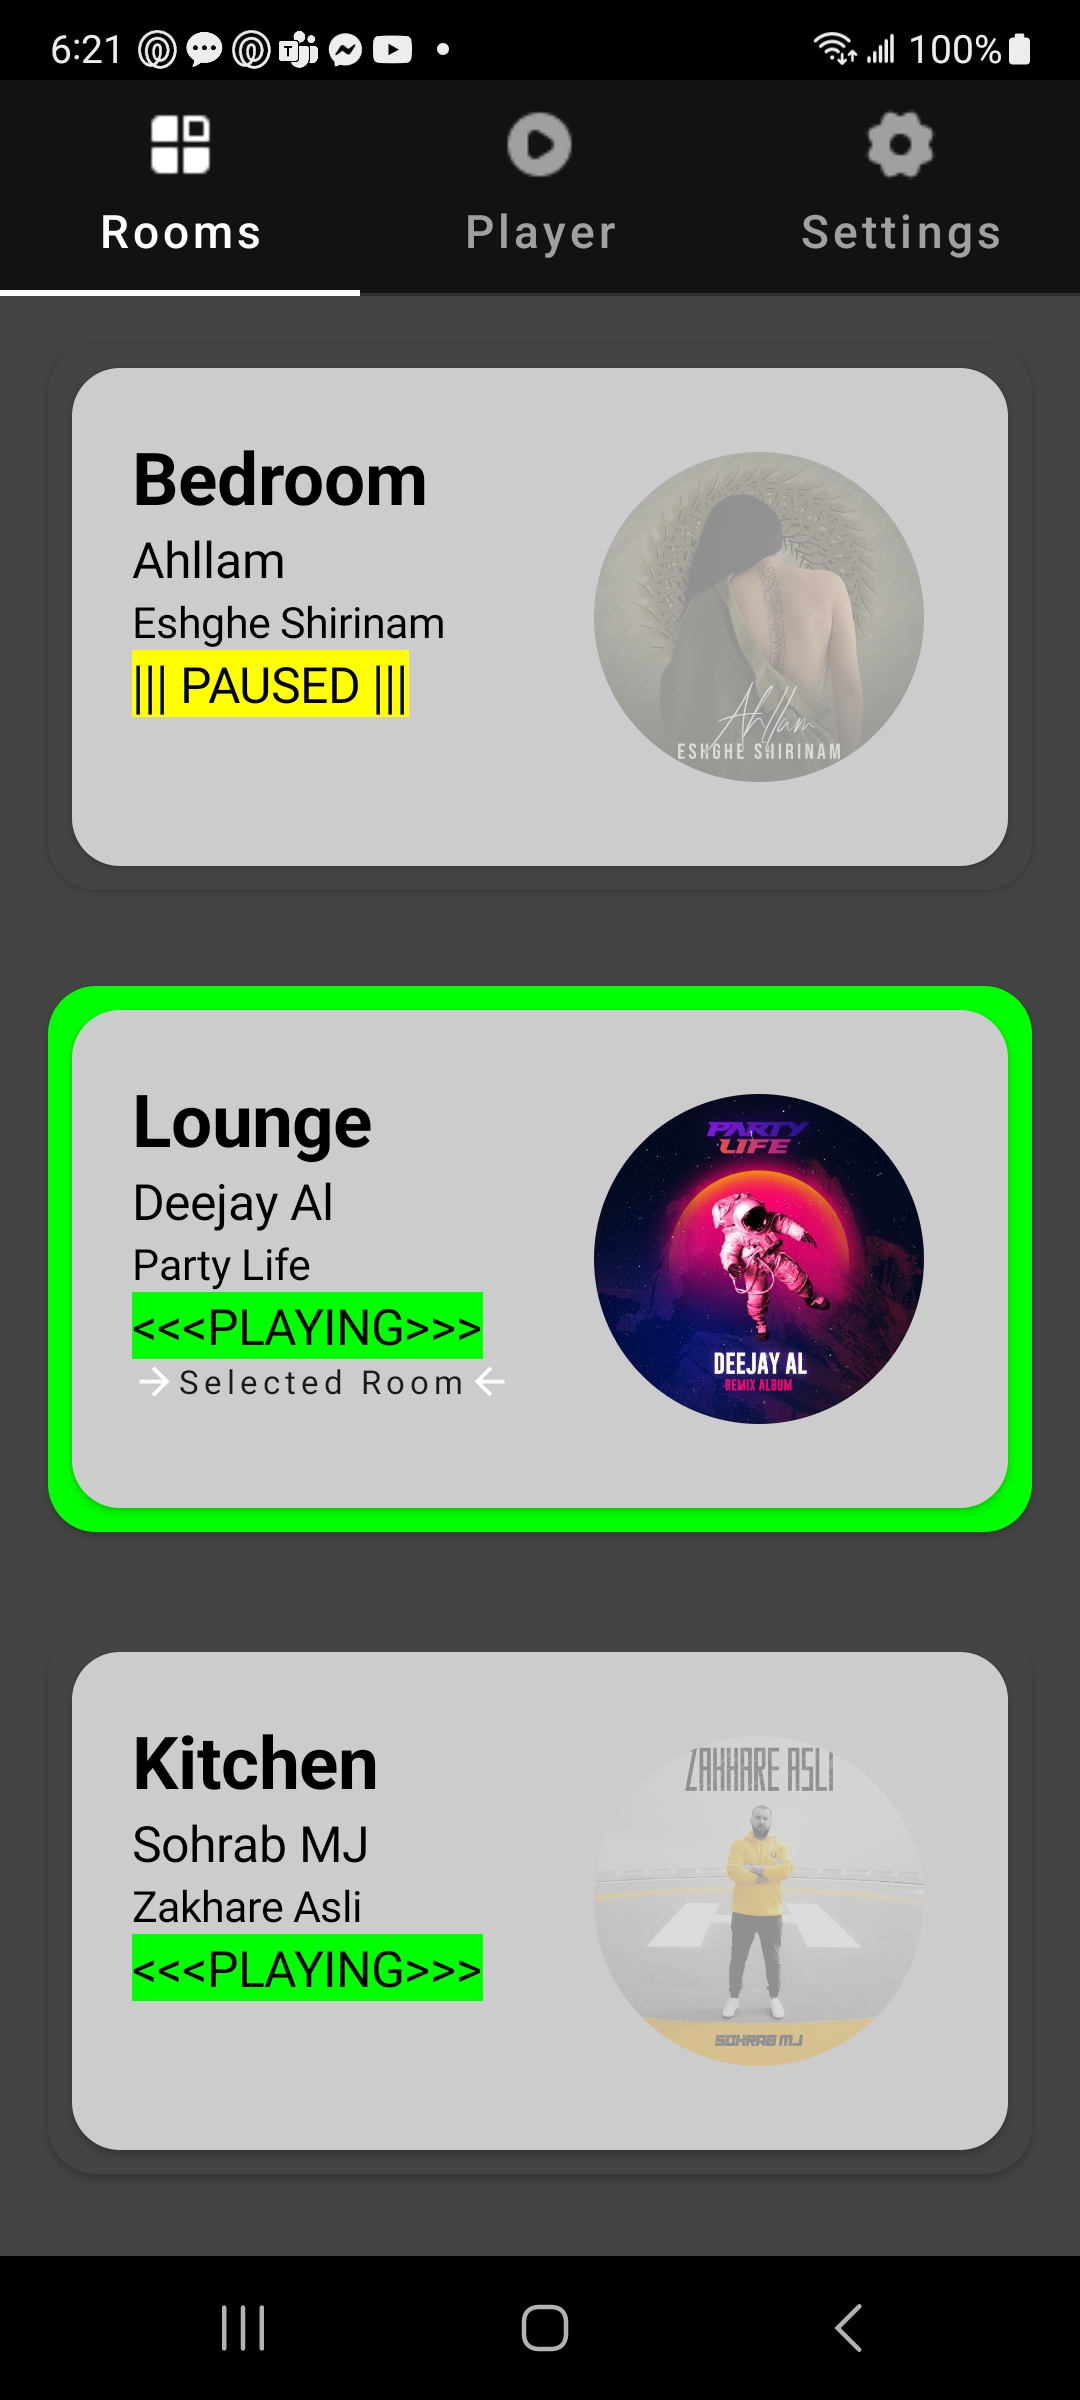 6:21
100%
Rooms
Player
Settings
Bedroom
Ahllam
Eshghe Shirinam
||| PAUSED |||
Ahllam
ESHGHE SHIRINAM
Lounge
Deejay Al
Party Life
<<<PLAYING>>>
Selected Room
PARTY
LIFE
DEEJAY AL
REMIX ALBUM
Kitchen
Sohrab MJ
Zakhare Asli
<<<PLAYING>>>
ZAKHARE ASLI
SOHRAB MJ